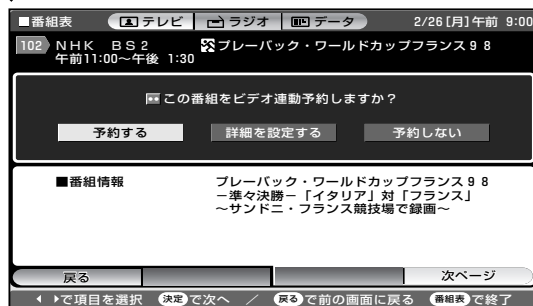 ■番組表 テレビ ラジオ データ 2/26[月]午前 9:00
102 NHK BS2 プレーバック・ワールドカップフランス98
午前11:00～午後 1:30
この番組をビデオ連動予約しますか？
予約する 詳細を設定する 予約しない
■番組情報 プレーバック・ワールドカップフランス98
－準々決勝－「イタリア」対「フランス」
～サンドニ・フランス競技場で録画～
戻る 次ページ
で項目を選択 決定で次へ ／ 戻るで前の画面に戻る 番組表で終了